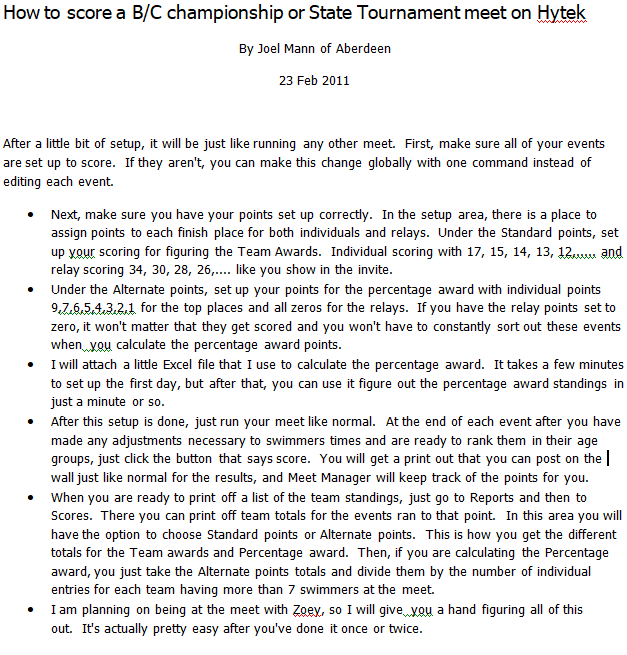 How to score a B/C championship or State Tournament meet on Hytek
By Joel Mann of Aberdeen
23 Feb 2011
After a little bit of setup, it will be just like running any other meet. First, make sure all of your events
are set up to score. If they aren't, you can make this change globally with one command instead of
editing each event.
• Next, make sure you have your points set up correctly. In the setup area, there is a place to
assign points to each finish place for both individuals and relays. Under the Standard points, set
up your scoring for figuring the Team Awards. Individual scoring with 17, 15, 14, 13, 12,,,,,, and
relay scoring 34, 30, 28, 26,.... like you show in the invite.
• Under the Alternate points, set up your points for the percentage award with individual points
9,7,6,5,4,3,2,1 for the top places and all zeros for the relays. If you have the relay points set to
zero, it won't matter that they get scored and you won't have to constantly sort out these events
when you calculate the percentage award points.
• I will attach a little Excel file that I use to calculate the percentage award. It takes a few minutes
to set up the first day, but after that, you can use it figure out the percentage award standings in
just a minute or so.
• After this setup is done, just run your meet like normal. At the end of each event after you have
made any adjustments necessary to swimmers times and are ready to rank them in their age
groups, just click the button that says score. You will get a print out that you can post on the
wall just like normal for the results, and Meet Manager will keep track of the points for you.
• When you are ready to print off a list of the team standings, just go to Reports and then to
Scores. There you can print off team totals for the events ran to that point. In this area you will
have the option to choose Standard points or Alternate points. This is how you get the different
totals for the Team awards and Percentage award. Then, if you are calculating the Percentage
award, you just take the Alternate points totals and divide them by the number of individual
entries for each team having more than 7 swimmers at the meet.
• I am planning on being at the meet with Zoey, so I will give you a hand figuring all of this
out. It's actually pretty easy after you've done it once or twice.